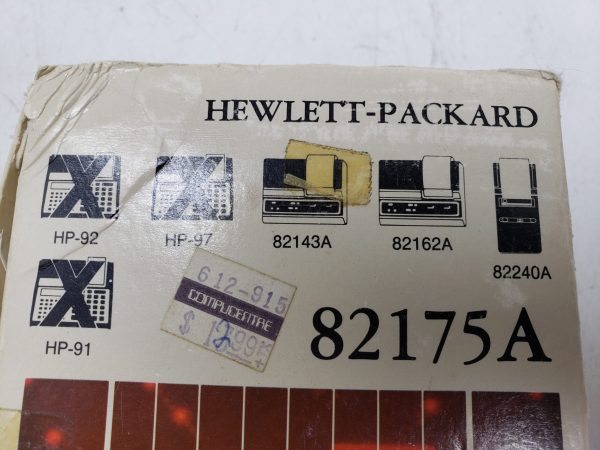 HEWLETT-PACKARD
HP-92
HP-97
82143A
82162A
82240A
HP-91
612-915
COMPUCENTRE
82175A